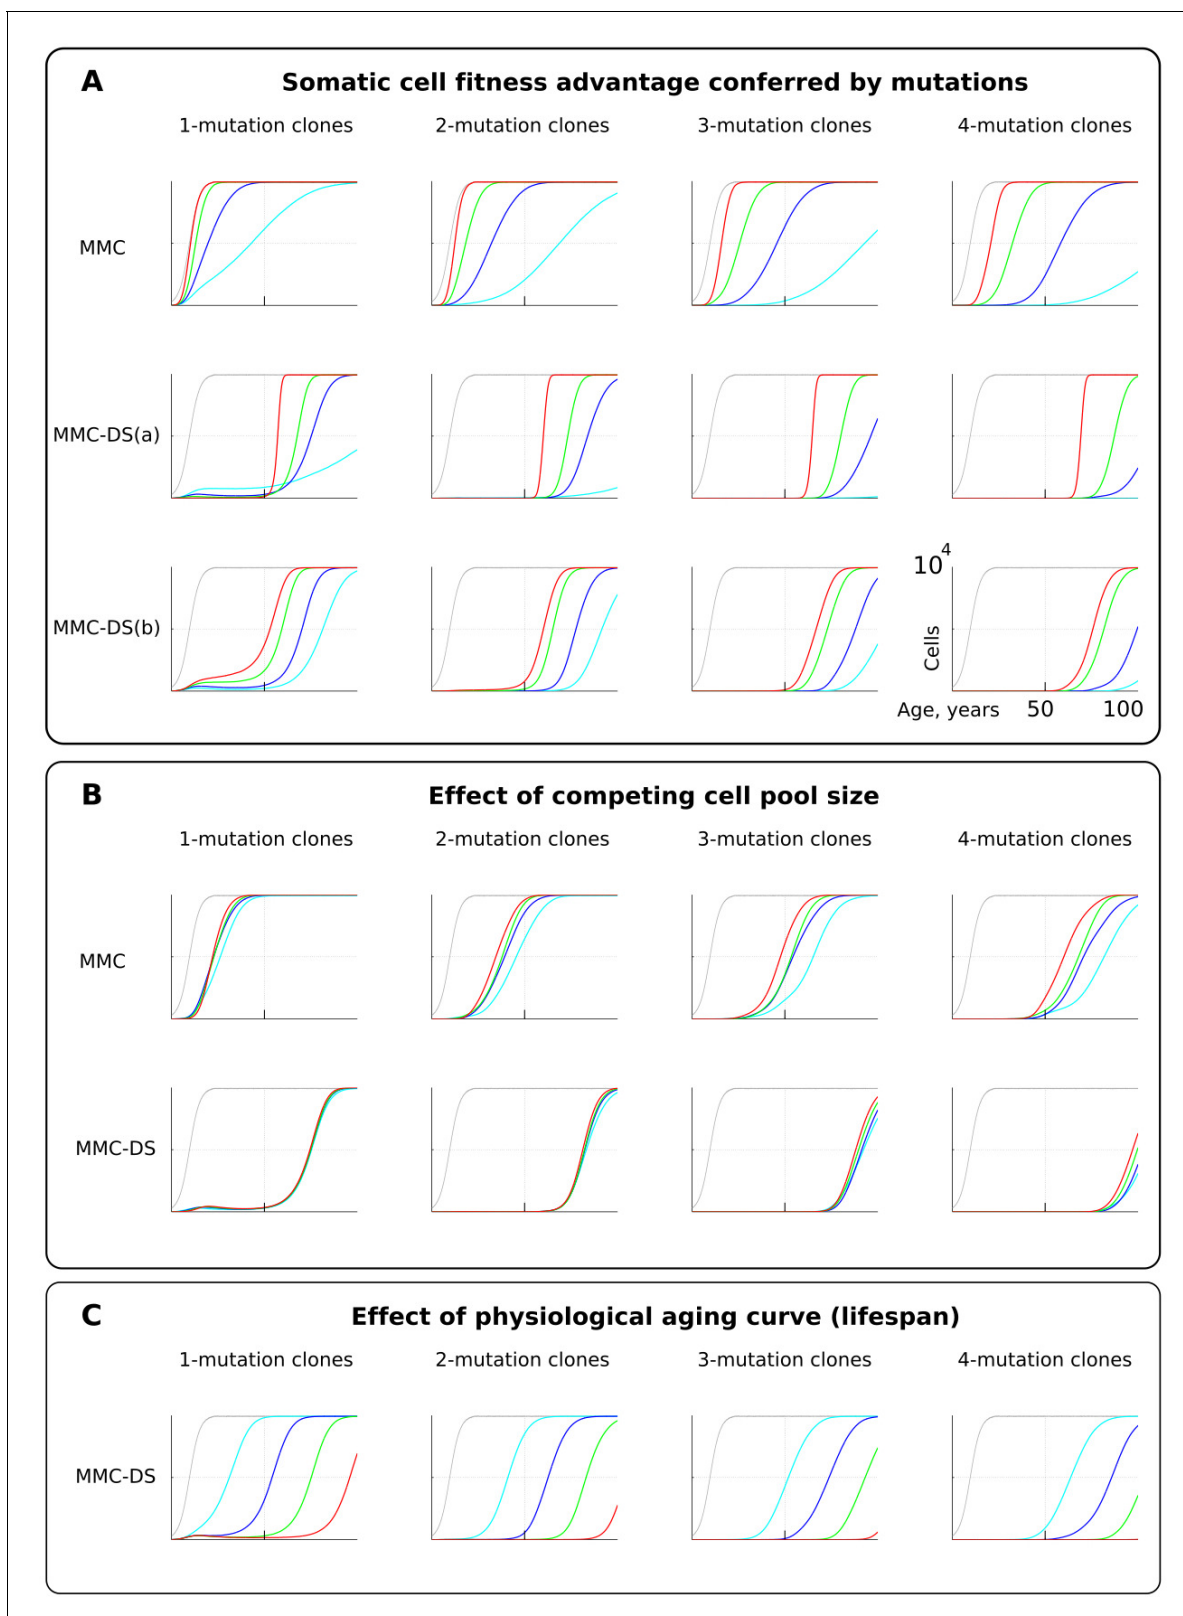 A Somatic cell fitness advantage conferred by mutations
1-mutation clones 2-mutation clones 3-mutation clones 4-mutation clones
MMC
MMC-DS(a)
MMC-DS(b)
10^4
Cells
Age, years 50 100
B Effect of competing cell pool size
1-mutation clones 2-mutation clones 3-mutation clones 4-mutation clones
MMC
MMC-DS
C Effect of physiological aging curve (lifespan)
1-mutation clones 2-mutation clones 3-mutation clones 4-mutation clones
MMC-DS